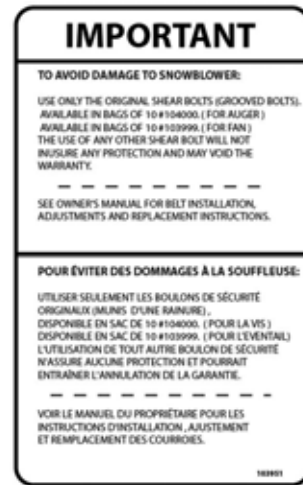 IMPORTANT
TO AVOID DAMAGE TO SNOWBLOWER:
USE ONLY THE ORIGINAL SHEAR BOLTS (GROOVED BOLTS).
AVAILABLE IN BAGS OF 10 #104000. ( FOR AUGER )
AVAILABLE IN BAGS OF 10 #103999. ( FOR FAN )
THE USE OF ANY OTHER SHEAR BOLT WILL NOT
INUSURE ANY PROTECTION AND MAY VOID THE
WARRANTY.
SEE OWNER'S MANUAL FOR BELT INSTALLATION,
ADJUSTMENTS AND REPLACEMENT INSTRUCTIONS.
POUR ÉVITER DES DOMMAGES À LA SOUFFLEUSE:
UTILISER SEULEMENT LES BOULONS DE SÉCURITÉ
ORIGINAUX (MUNIS D'UNE RAINURE) ,
DISPONIBLE EN SAC DE 10 #104000. ( POUR LA VIS )
DISPONIBLE EN SAC DE 10 #103999. ( POUR L'EVENTAIL )
L'UTILISATION DE TOUT AUTRE BOULON DE SÉCURITÉ
N'ASSURE AUCUNE PROTECTION ET POURRAIT
ENTRAÎNER L'ANNULATION DE LA GARANTIE.
VOIR LE MANUEL DU PROPRIÉTAIRE POUR LES
INSTRUCTIONS D'INSTALLATION , AJUSTEMENT
ET REMPLACEMENT DES COURROIES.